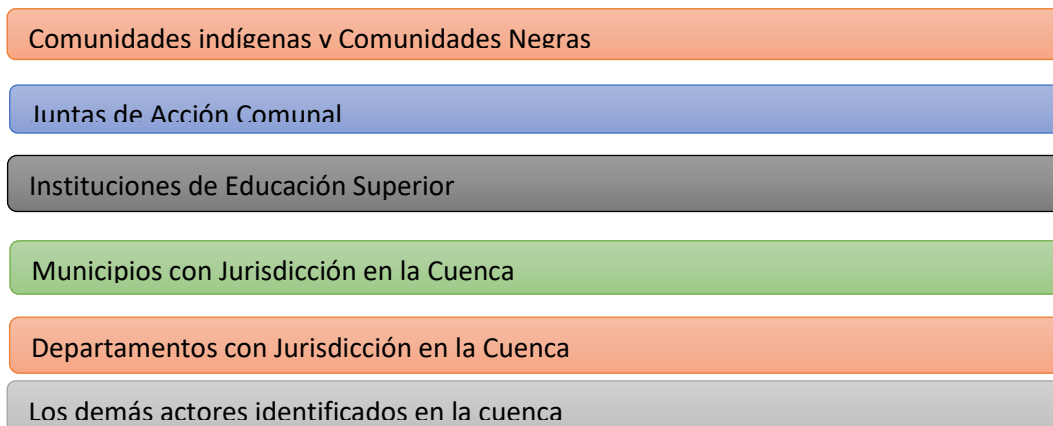 Comunidades indígenas y Comunidades Negras
Juntas de Acción Comunal
Instituciones de Educación Superior
Municipios con Jurisdicción en la Cuenca
Departamentos con Jurisdicción en la Cuenca
Los demás actores identificados en la cuenca